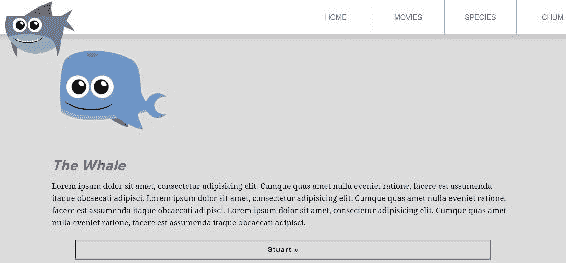 HOME MOVIES SPECIES CHUM
The Whale
Lorem ipsum dolor sit amet, consectetur adipisicing elit. Cumque quas amet nulla eveniet ratione, facere est assumenda
itaque obcaecati adipisci. Lorem ipsum dolor sit amet, consectetur adipisicing elit. Cumque quas amet nulla eveniet ratione,
facere est assumenda itaque obcaecati adipisci. Lorem ipsum dolor sit amet, consectetur adipisicing elit. Cumque quas amet
nulla eveniet ratione, facere est assumenda itaque obcaecati adipisci.
Stuart »